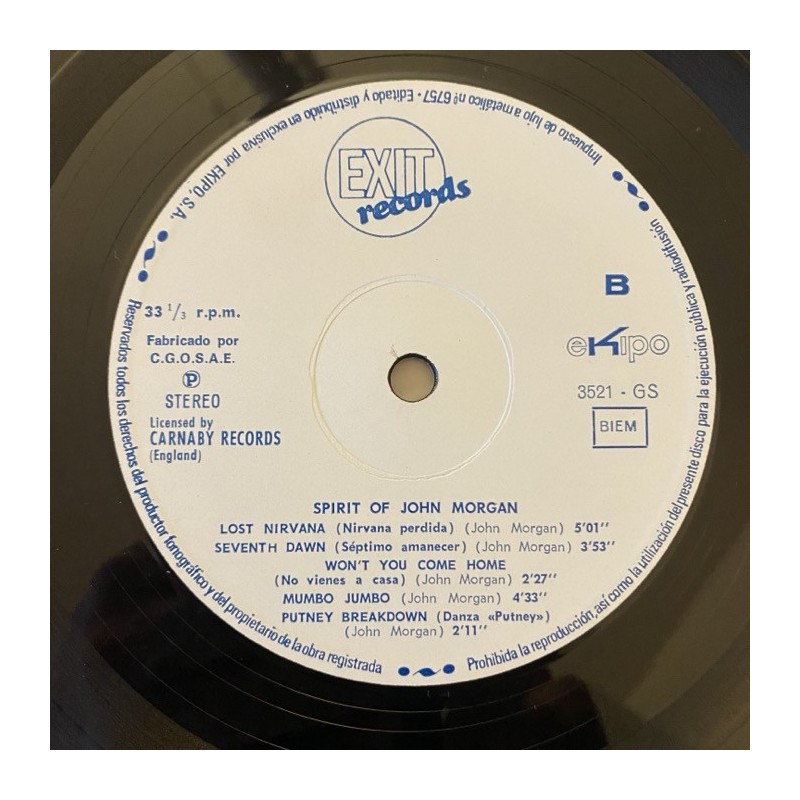 EXIT
records
B
ekipo
3521 - GS
BIEM
33 1/3 r.p.m.
Fabricado por
C.G.O.S.A.E.
P
STEREO
Licensed by
CARNABY RECORDS
(England)
SPIRIT OF JOHN MORGAN
LOST NIRVANA (Nirvana perdida) (John Morgan) 5'01''
SEVENTH DAWN (Séptimo amanecer) (John Morgan) 3'53''
WON'T YOU COME HOME
(No vienes a casa) (John Morgan) 2'27''
MUMBO JUMBO (John Morgan) 4'33''
PUTNEY BREAKDOWN (Danza «Putney»)
(John Morgan) 2'11''
Reservados todos los derechos del productor fonográfico y del propietario de la obra registrada
Prohibida la reproducción, así como la utilización del presente disco para la ejecución pública y radiodifusión
Impuesto de lujo a metálico nº 6757 • Editado y distribuido en exclusiva por EKIPO, S.A.